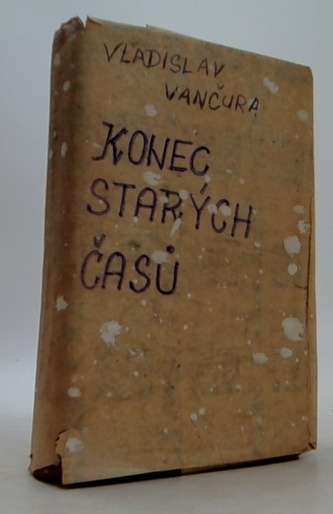 VLADISLAV
VANČURA
KONEC
STARÝCH
ČASŮ